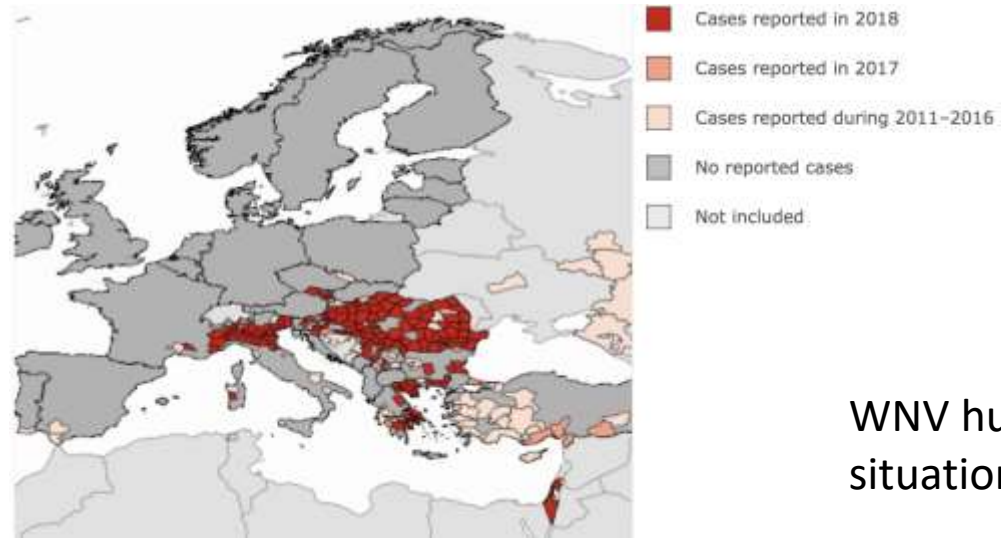 Cases reported in 2018
Cases reported in 2017
Cases reported during 2011–2016
No reported cases
Not included
WNV
situation